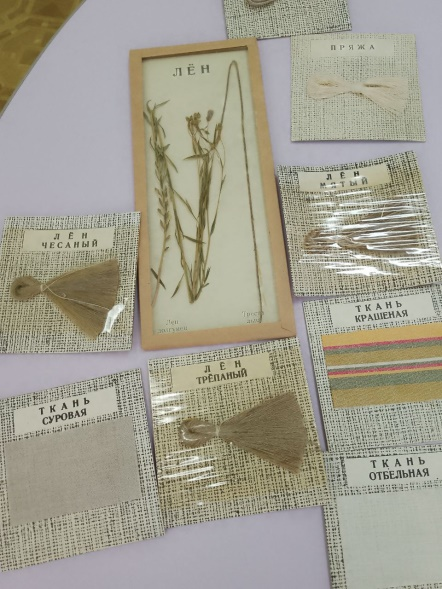 ПРЯЖА
ЛЁН
ЛЁН
МЯТЫЙ
ЛЁН
ЧЕСАНЫЙ
ТКАНЬ
КРАШЕНАЯ
ЛЁН
ТРЁПАНЫЙ
ТКАНЬ
СУРОВАЯ
ТКАНЬ
ОТБЕЛЬНАЯ